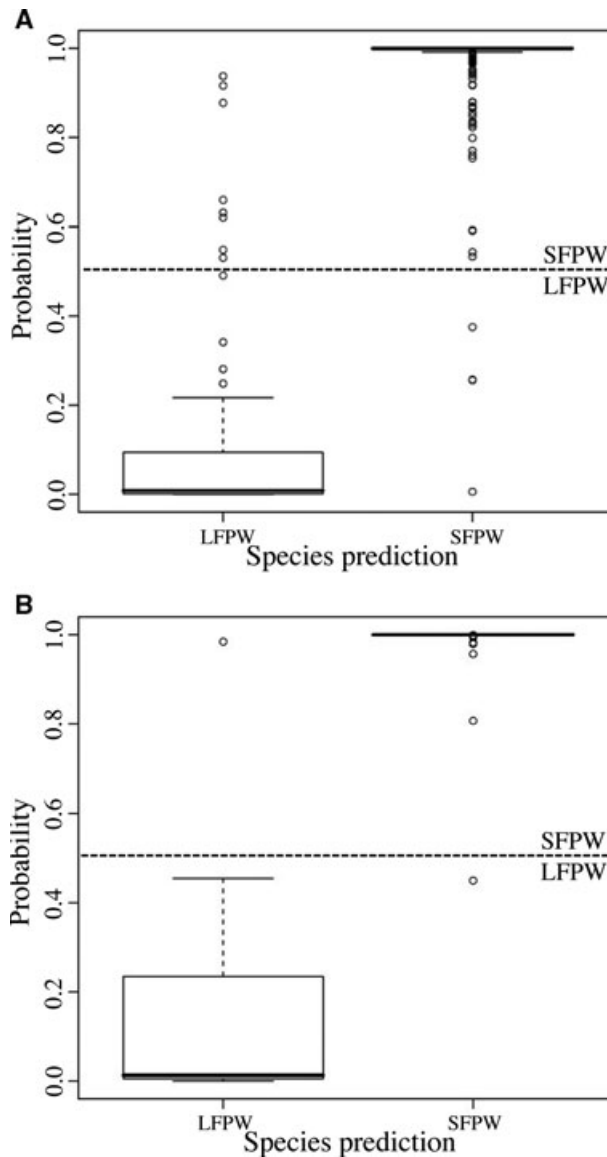 A
1.0
0.8
0.6
0.4
0.2
0.0
Probability
SFPW
LFPW
LFPW SFPW
Species prediction
B
1.0
0.8
0.6
0.4
0.2
0.0
Probability
SFPW
LFPW
LFPW SFPW
Species prediction